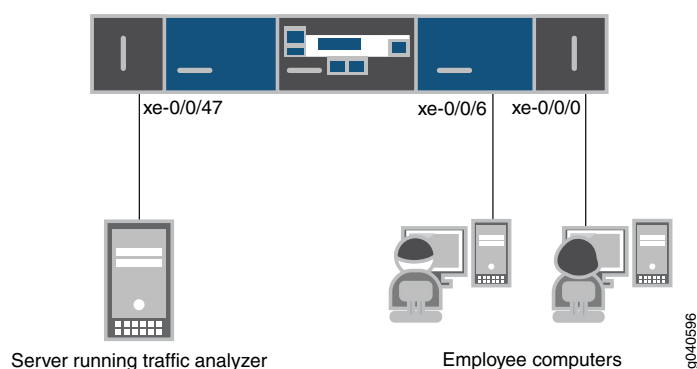 xe-0/0/47
xe-0/0/6
xe-0/0/0
Server running traffic analyzer
Employee computers
g040596